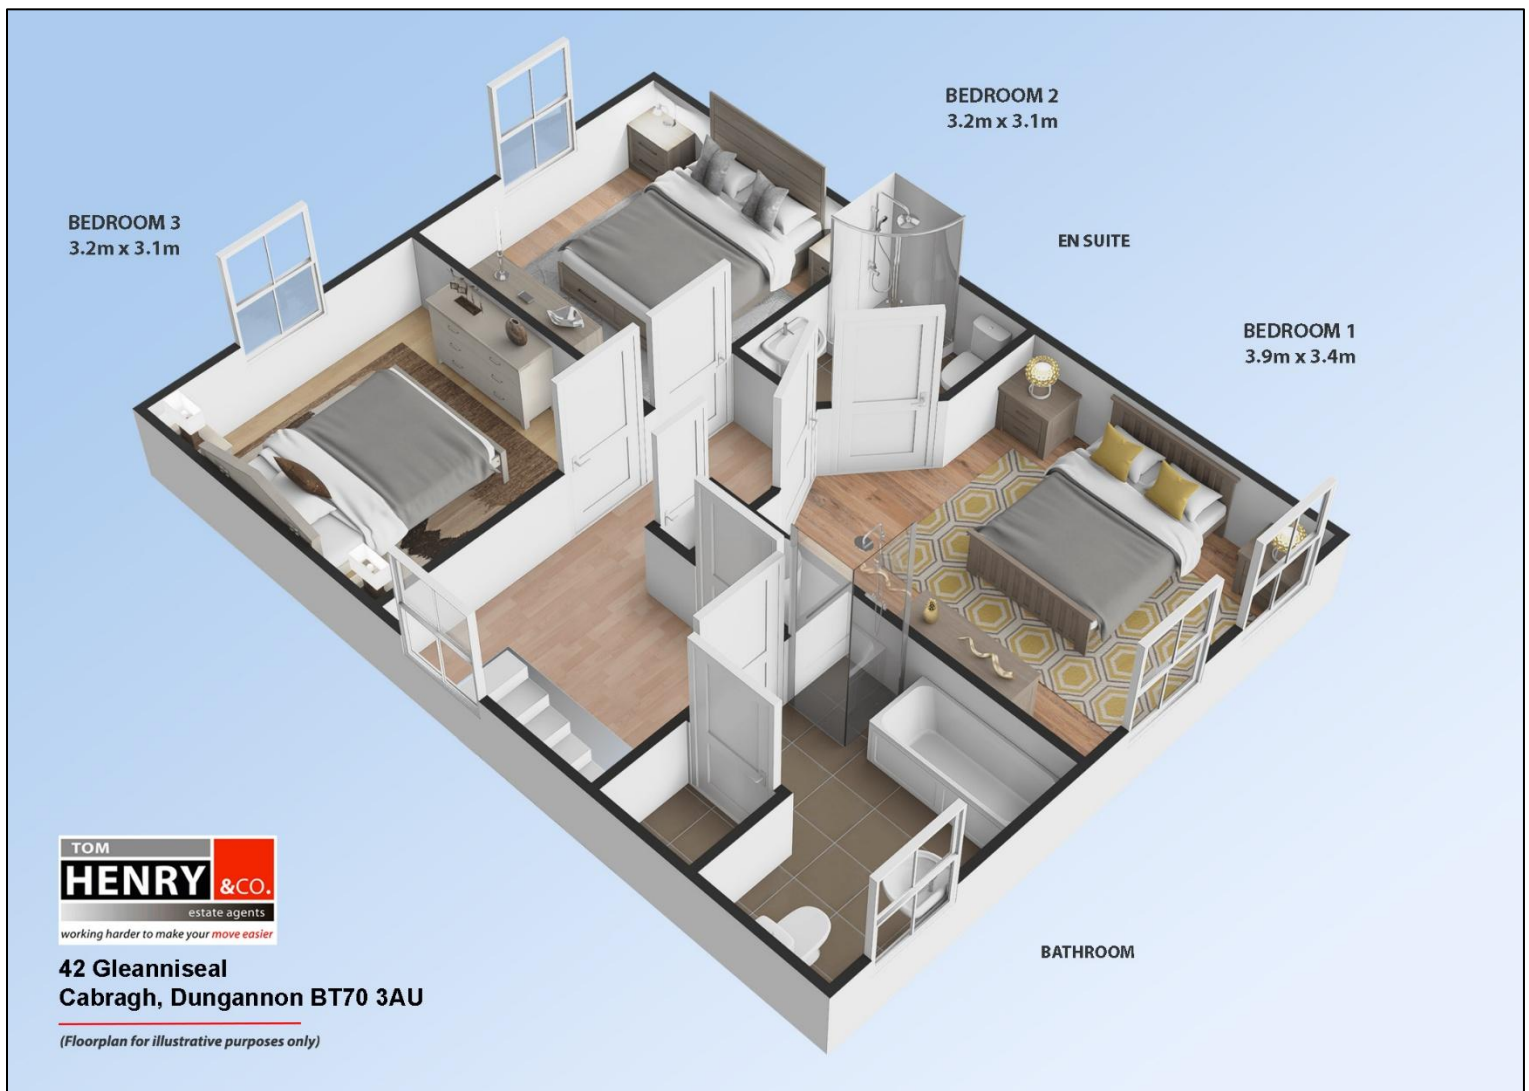 BEDROOM 2
3.2m x 3.1m
BEDROOM 3
3.2m x 3.1m
EN SUITE
BEDROOM 1
3.9m x 3.4m
BATHROOM
TOM
HENRY &CO.
estate agents
working harder to make your move easier
42 Gleanniseal
Cabragh, Dungannon BT70 3AU
(Floorplan for illustrative purposes only)